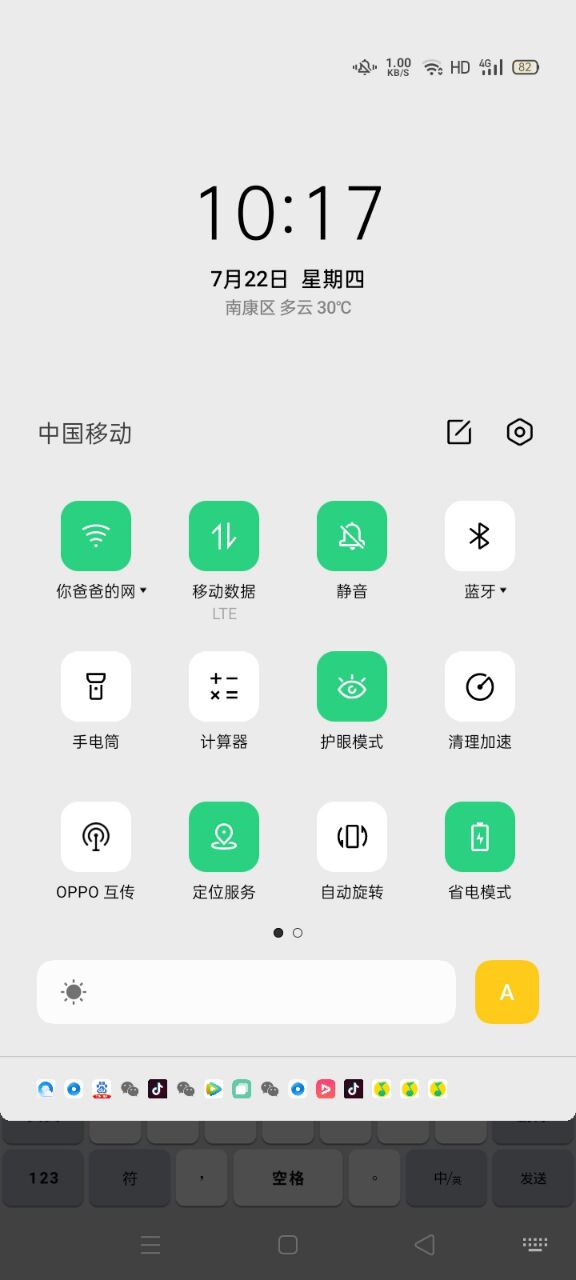 1.00
KB/S
HD
4G
82
10:17
7月22日 星期四
南康区 多云 30℃
中国移动
你爸爸的网
移动数据
静音
蓝牙
LTE
手电筒
计算器
护眼模式
清理加速
OPPO 互传
定位服务
自动旋转
省电模式
A
123
符
，
空格
。
中/英
发送